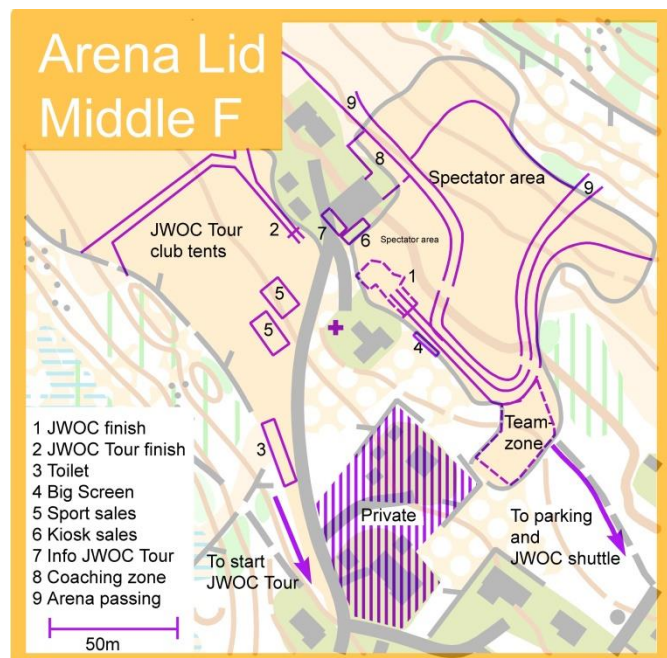 Arena Lid
Middle F
9
8
Spectator area
9
JWOC Tour
club tents
2
7
6
Spectator area
1
5
5
4
3
Team-
zone
Private
To start
JWOC Tour
To parking
and
JWOC shuttle
1 JWOC finish
2 JWOC Tour finish
3 Toilet
4 Big Screen
5 Sport sales
6 Kiosk sales
7 Info JWOC Tour
8 Coaching zone
9 Arena passing
50m